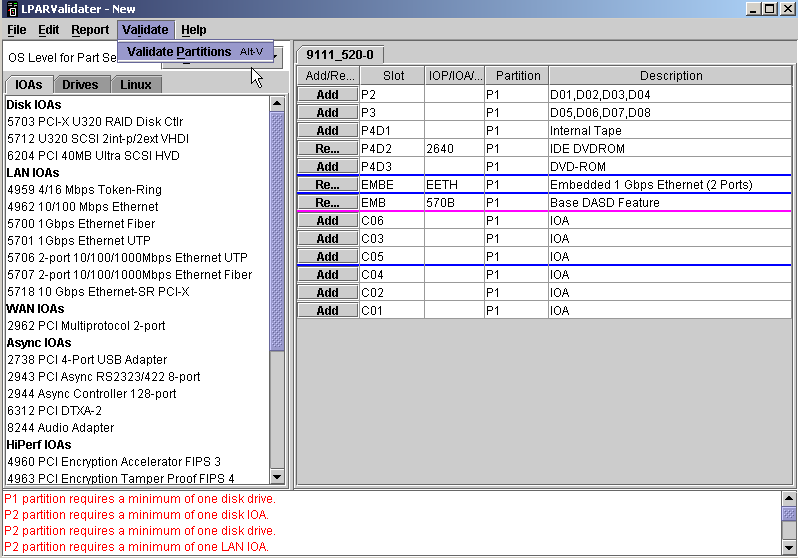 LPARValidater - New
File Edit Report Validate Help
Validate Partitions Alt-V
OS Level for Part Se
IOAs Drives Linux
Disk IOAs
5703 PCI-X U320 RAID Disk Ctlr
5712 U320 SCSI 2int-p/2ext VHDI
6204 PCI 40MB Ultra SCSI HVD
LAN IOAs
4959 4/16 Mbps Token-Ring
4962 10/100 Mbps Ethernet
5700 1Gbps Ethernet Fiber
5701 1Gbps Ethernet UTP
5706 2-port 10/100/1000Mbps Ethernet UTP
5707 2-port 10/100/1000Mbps Ethernet Fiber
5718 10 Gbps Ethernet-SR PCI-X
WAN IOAs
2962 PCI Multiprotocol 2-port
Async IOAs
2738 PCI 4-Port USB Adapter
2943 PCI Async RS2323/422 8-port
2944 Async Controller 128-port
6312 PCI DTXA-2
8244 Audio Adapter
HiPerf IOAs
4960 PCI Encryption Accelerator FIPS 3
4963 PCI Encryption Tamper Proof FIPS 4
9111_520-0
Add/Re... Slot IOP/IOA/... Partition Description
Add P2 P1 D01,D02,D03,D04
Add P3 P1 D05,D06,D07,D08
Add P4D1 P1 Internal Tape
Re... P4D2 2640 P1 IDE DVDROM
Add P4D3 P1 DVD-ROM
Re... EMBE EETH P1 Embedded 1 Gbps Ethernet (2 Ports)
Re... EMB 570B P1 Base DASD Feature
Add C06 P1 IOA
Add C03 P1 IOA
Add C05 P1 IOA
Add C04 P1 IOA
Add C02 P1 IOA
Add C01 P1 IOA
P1 partition requires a minimum of one disk drive.
P2 partition requires a minimum of one disk IOA.
P2 partition requires a minimum of one disk drive.
P2 partition requires a minimum of one LAN IOA.